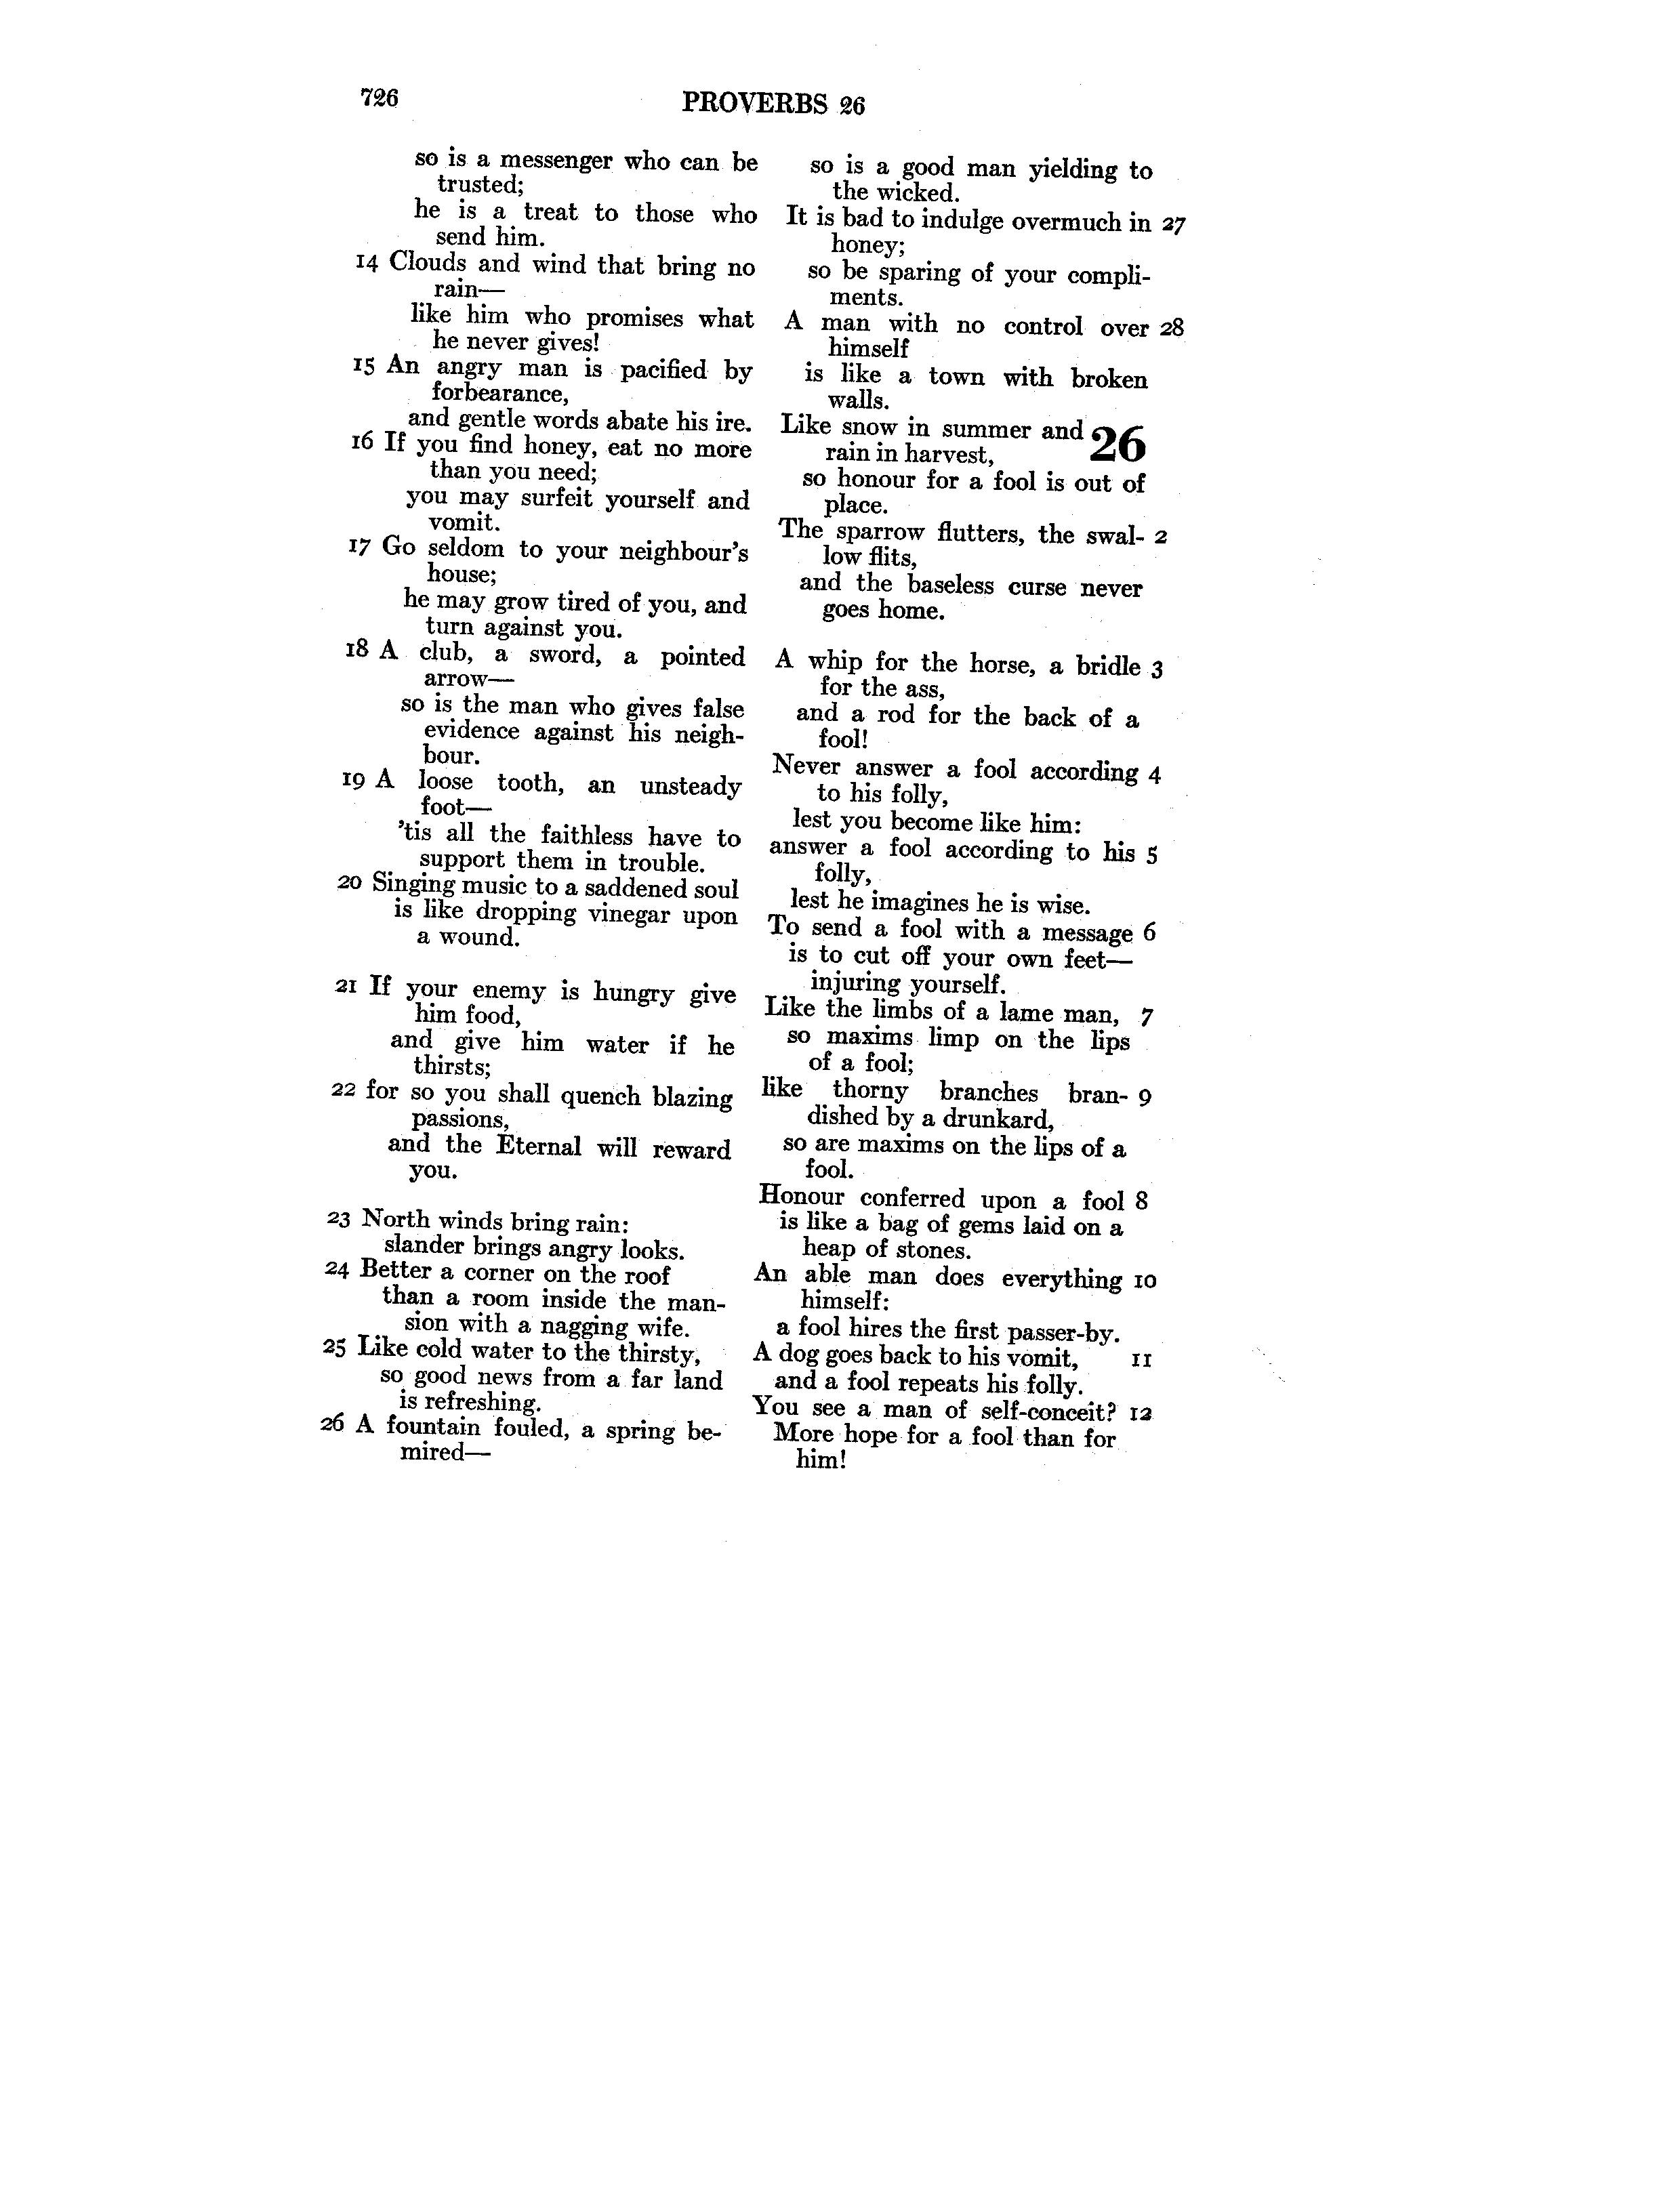 726
PROVERBS 26
so is a messenger who can be
trusted;
he is a treat to those who
send him.
14 Clouds and wind that bring no
rain—
like him who promises what
he never gives!
15 An angry man is pacified by
forbearance,
and gentle words abate his ire.
16 If you find honey, eat no more
than you need;
you may surfeit yourself and
vomit.
17 Go seldom to your neighbour's
house;
he may grow tired of you, and
turn against you.
18 A club, a sword, a pointed
arrow—
so is the man who gives false
evidence against his neigh-
bour.
19 A loose tooth, an unsteady
foot—
'tis all the faithless have to
support them in trouble.
20 Singing music to a saddened soul
is like dropping vinegar upon
a wound.
21 If your enemy is hungry give
him food,
and give him water if he
thirsts;
22 for so you shall quench blazing
passions,
and the Eternal will reward
you.
23 North winds bring rain:
slander brings angry looks.
24 Better a corner on the roof
than a room inside the man-
sion with a nagging wife.
25 Like cold water to the thirsty,
so good news from a far land
is refreshing.
26 A fountain fouled, a spring be-
mired—
so is a good man yielding to
the wicked.
It is bad to indulge overmuch in 27
honey;
so be sparing of your compli-
ments.
A man with no control over 28
himself
is like a town with broken
walls.
Like snow in summer and 26
rain in harvest,
so honour for a fool is out of
place.
The sparrow flutters, the swal- 2
low flits,
and the baseless curse never
goes home.
A whip for the horse, a bridle 3
for the ass,
and a rod for the back of a
fool!
Never answer a fool according 4
to his folly,
lest you become like him:
answer a fool according to his 5
folly,
lest he imagines he is wise.
To send a fool with a message 6
is to cut off your own feet—
injuring yourself.
Like the limbs of a lame man, 7
so maxims limp on the lips
of a fool;
like thorny branches bran- 9
dished by a drunkard,
so are maxims on the lips of a
fool.
Honour conferred upon a fool 8
is like a bag of gems laid on a
heap of stones.
An able man does everything 10
himself:
a fool hires the first passer-by.
A dog goes back to his vomit, 11
and a fool repeats his folly.
You see a man of self-conceit? 12
More hope for a fool than for
him!